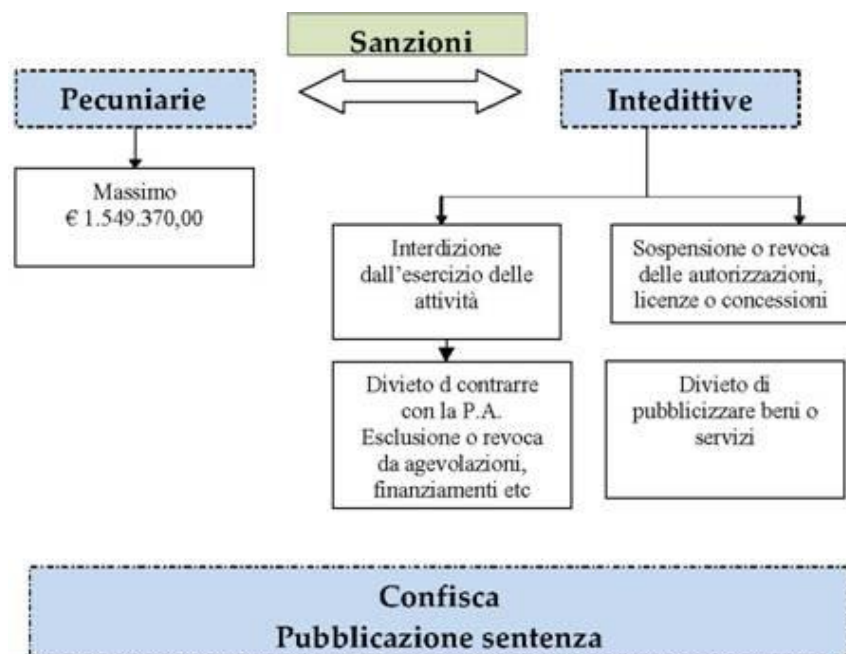 Sanzioni
Pecuniarie
Intedittive
Massimo
€ 1.549.370,00
Interdizione
dall'esercizio delle
attività
Sospensione o revoca
delle autorizzazioni,
licenze o concessioni
Divieto d contrarre
con la P.A.
Esclusione o revoca
da agevolazioni,
finanziamenti etc
Divieto di
pubblicizzare beni o
servizi
Confisca
Pubblicazione sentenza